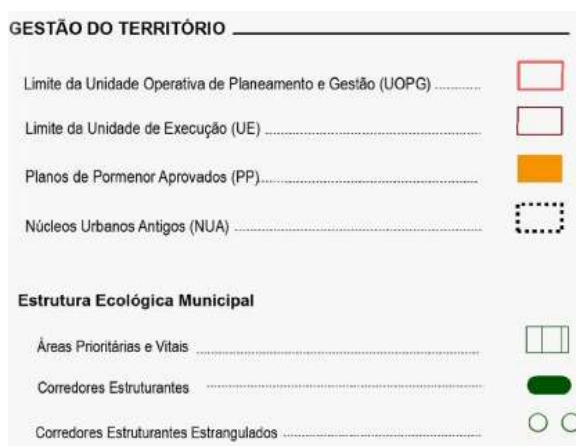 GESTÃO DO TERRITÓRIO
Limite da Unidade Operativa de Planeamento e Gestão (UOPG)
Limite da Unidade de Execução (UE)
Planos de Pormenor Aprovados (PP)
Núcleos Urbanos Antigos (NUA)
Estrutura Ecológica Municipal
Áreas Prioritárias e Vitais
Corredores Estruturantes
Corredores Estruturantes Estrangulados